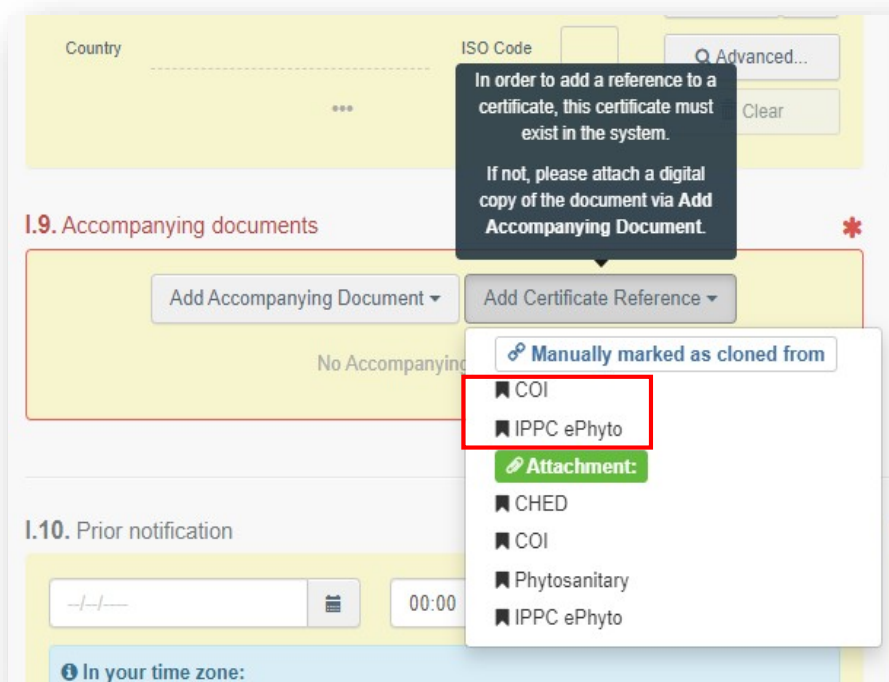 Country
ISO Code
Advanced...
•••
Clear
In order to add a reference to a
certificate, this certificate must
exist in the system.
If not, please attach a digital
copy of the document via Add
Accompanying Document.
I.9. Accompanying documents *
Add Accompanying Document
Add Certificate Reference
No Accompanying
Manually marked as cloned from
COI
IPPC ePhyto
Attachment:
CHED
COI
Phytosanitary
IPPC ePhyto
I.10. Prior notification
--/--/----
00:00
In your time zone: